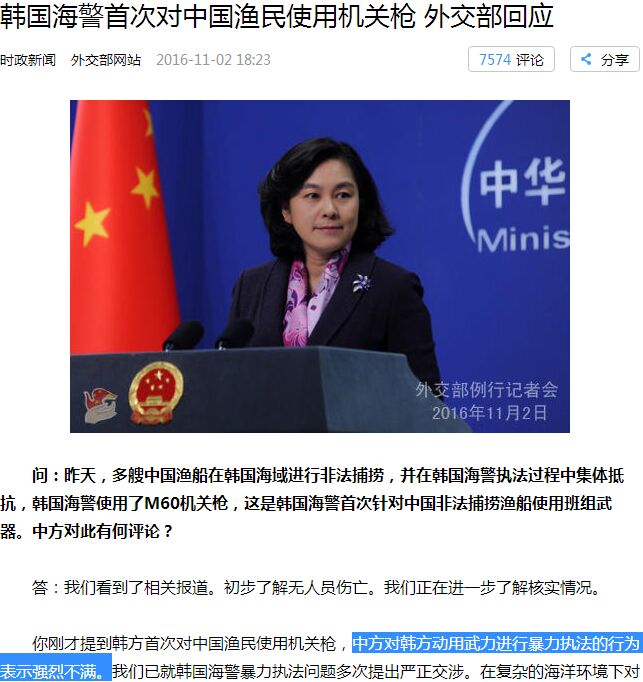 韩国海警首次对中国渔民使用机关枪 外交部回应
时政新闻 外交部网站 2016-11-02 18:23
7574 评论 分享
中华
Minis
外交部例行记者会
2016年11月2日
问：昨天，多艘中国渔船在韩国海域进行非法捕捞，并在韩国海警执法过程中集体抵
抗，韩国海警使用了M60机关枪，这是韩国海警首次针对中国非法捕捞渔船使用班组武
器。中方对此有何评论？
答：我们看到了相关报道。初步了解无人员伤亡。我们正在进一步了解核实情况。
你刚才提到韩方首次对中国渔民使用机关枪，中方对韩方动用武力进行暴力执法的行为
表示强烈不满。我们已就韩国海警暴力执法问题多次提出严正交涉。在复杂的海洋环境下对